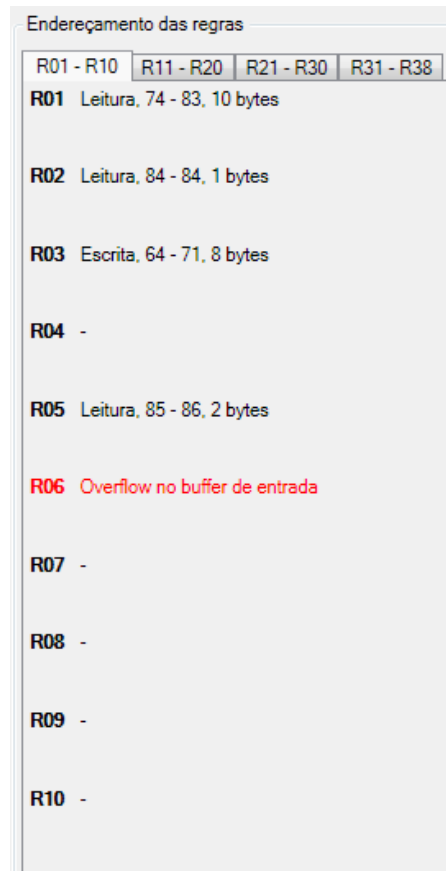 Endereçamento das regras
R01 - R10 R11 - R20 R21 - R30 R31 - R38
R01 Leitura, 74 - 83, 10 bytes
R02 Leitura, 84 - 84, 1 bytes
R03 Escrita, 64 - 71, 8 bytes
R04 -
R05 Leitura, 85 - 86, 2 bytes
R06 Overflow no buffer de entrada
R07 -
R08 -
R09 -
R10 -